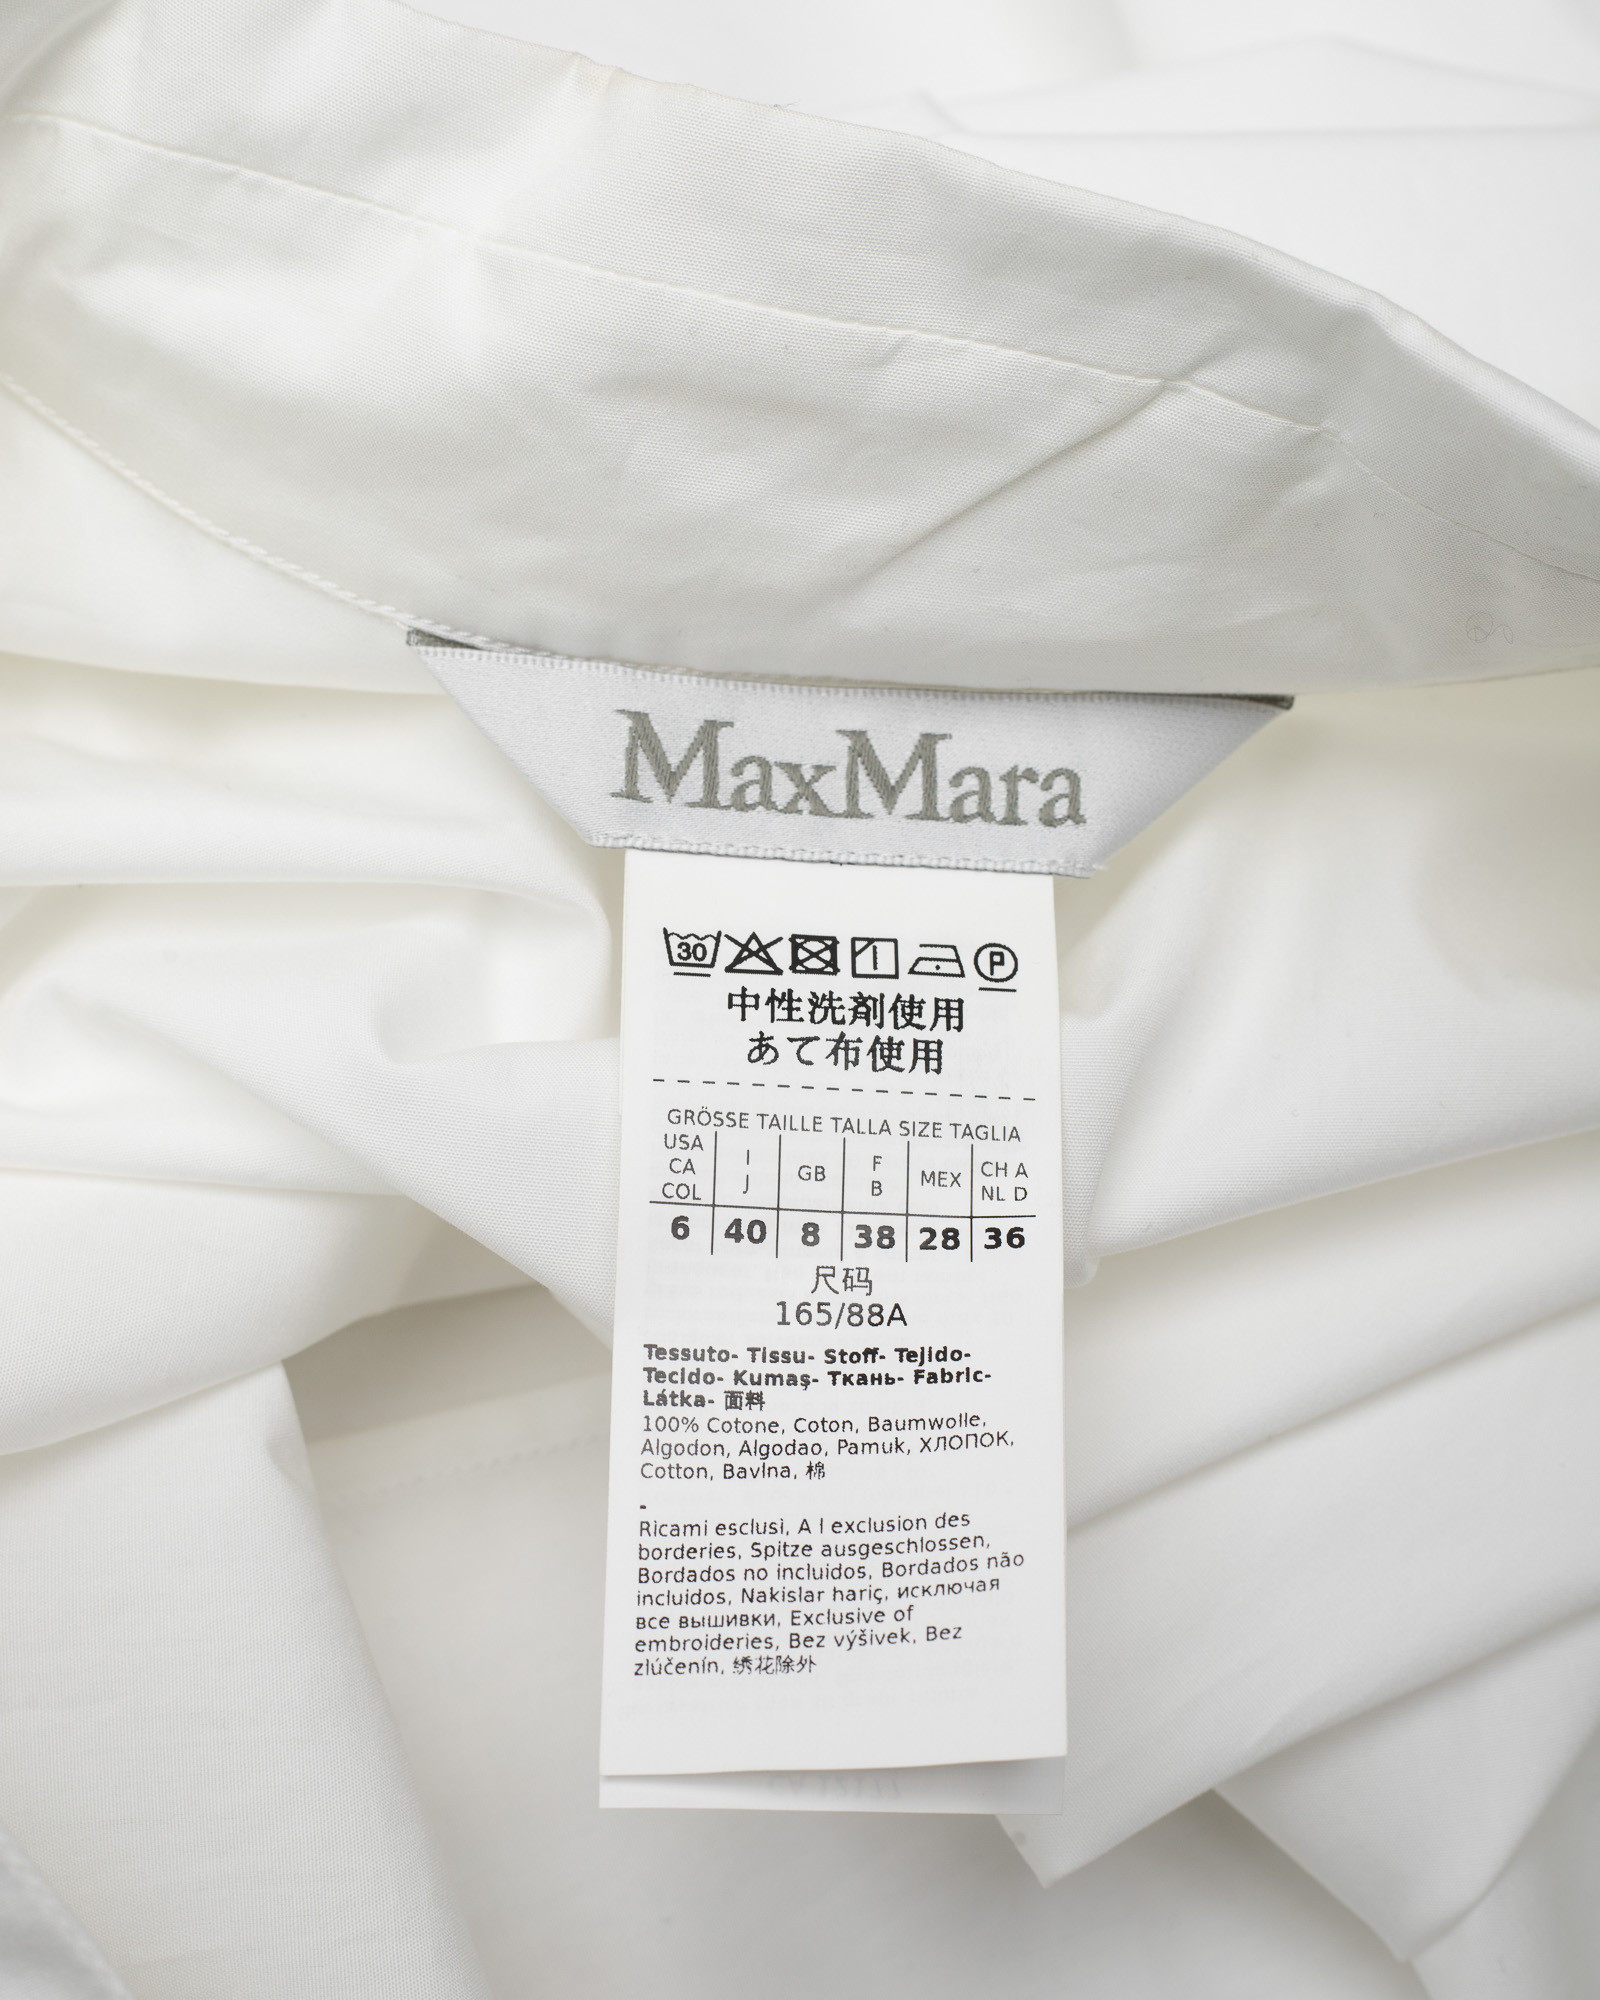 MaxMara
30 P
中性洗剤使用
あて布使用
GRÖSSE TAILLE TALLA SIZE TAGLIA
USA CA COL | I J | GB | F B | MEX | CH A NL D
6 | 40 | 8 | 38 | 28 | 36
尺码
165/88A
Tessuto- Tissu- Stoff- Tejido-
Tecido- Kumaş- Ткань- Fabric-
Látka- 面料
100% Cotone, Coton, Baumwolle,
Algodon, Algodao, Pamuk, ХЛОПОК,
Cotton, Bavlna, 棉
-
Ricami esclusi, A l exclusion des
borderies, Spitze ausgeschlossen,
Bordados no incluidos, Bordados não
incluidos, Nakislar hariç, исключая
все вышивки, Exclusive of
embroideries, Bez výšivek, Bez
zlúčenín, 绣花除外